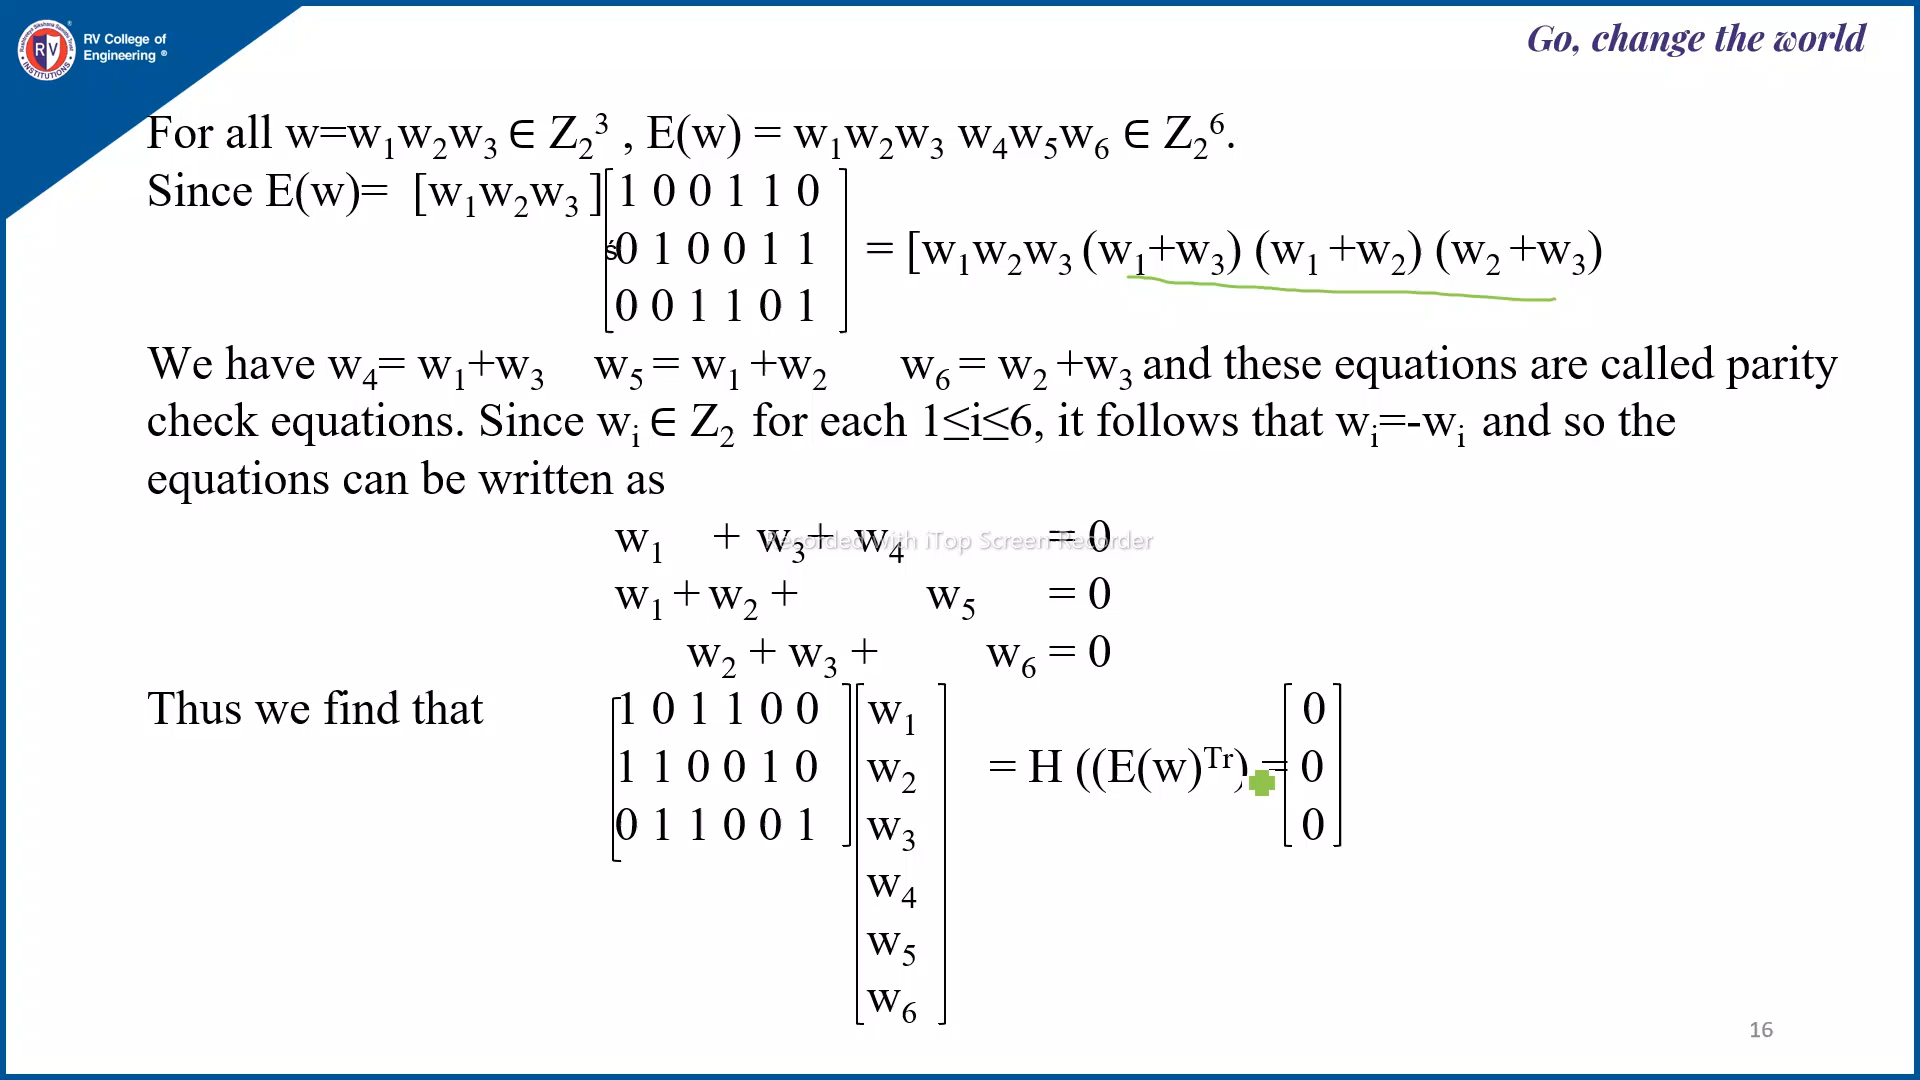 RV College of
Engineering ®
Go, change the world
For all w=w₁w₂w₃ ∈ Z₂³ , E(w) = w₁w₂w₃ w₄w₅w₆ ∈ Z₂⁶.
Since E(w)= [w₁w₂w₃ ] 1 0 0 1 1 0
ś0 1 0 0 1 1 = [w₁w₂w₃ (w₁+w₃) (w₁ +w₂) (w₂ +w₃)
0 0 1 1 0 1
We have w₄= w₁+w₃ w₅ = w₁ +w₂ w₆ = w₂ +w₃ and these equations are called parity
check equations. Since wᵢ ∈ Z₂ for each 1≤i≤6, it follows that wᵢ=-wᵢ and so the
equations can be written as
w₁ + w₃+ w₄ = 0
Recorded with iTop Screen Recorder
w₁ + w₂ + w₅ = 0
w₂ + w₃ + w₆ = 0
Thus we find that 1 0 1 1 0 0 w₁ 0
1 1 0 0 1 0 w₂ = H ((E(w)ᵀʳ) = 0
0 1 1 0 0 1 w₃ 0
w₄
w₅
w₆
16